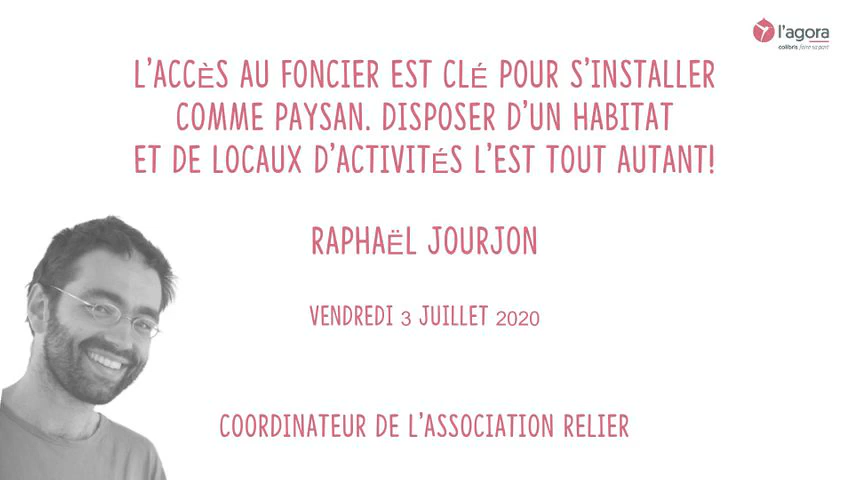 l'agora
colibris faire sa part
L'ACCÈS AU FONCIER EST CLÉ POUR S'INSTALLER
COMME PAYSAN. DISPOSER D'UN HABITAT
ET DE LOCAUX D'ACTIVITÉS L'EST TOUT AUTANT!
RAPHAËL JOURJON
VENDREDI 3 JUILLET 2020
COORDINATEUR DE L'ASSOCIATION RELIER